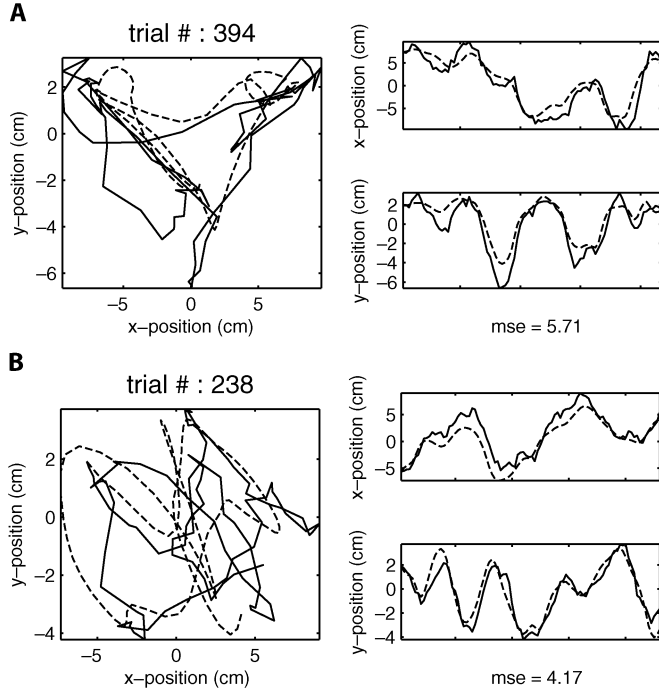 A
trial # : 394
y−position (cm)
2
0
−2
−4
−6
−5
0
5
x−position (cm)
x−position (cm)
5
0
−5
y−position (cm)
2
0
−2
−4
−6
mse = 5.71
B
trial # : 238
y−position (cm)
2
0
−2
−4
−5
0
5
x−position (cm)
x−position (cm)
5
0
−5
y−position (cm)
2
0
−2
−4
mse = 4.17